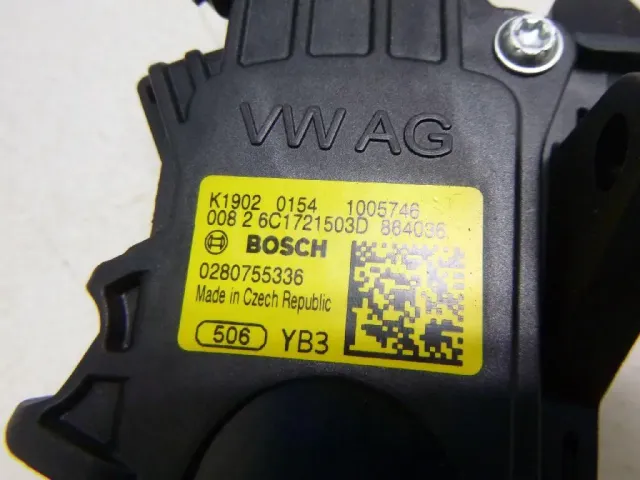 VW AG
K1902 0154 1005746
008 2 6C1721503D 864036
BOSCH
0280755336
Made in Czech Republic
506 YB3